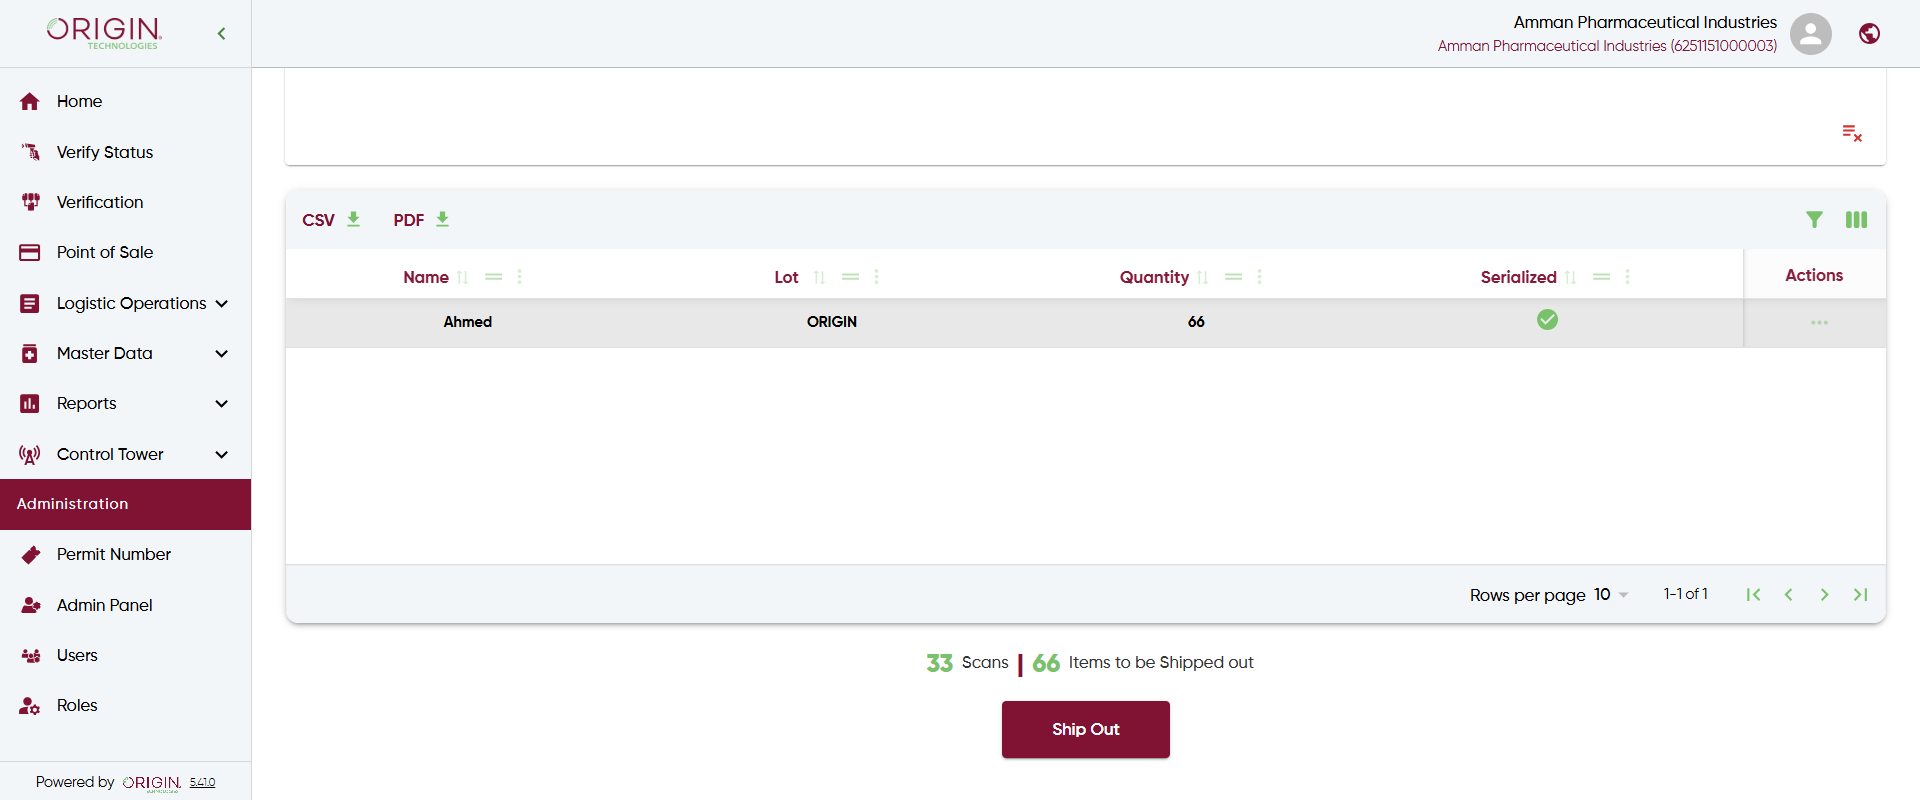 ORIGIN
TECHNOLOGIES
Amman Pharmaceutical Industries
Amman Pharmaceutical Industries (6251151000003)
Home
Verify Status
Verification
Point of Sale
Logistic Operations
Master Data
Reports
Control Tower
Administration
Permit Number
Admin Panel
Users
Roles
Powered by ORIGIN 5.41.0
CSV PDF
Name Lot Quantity Serialized Actions
Ahmed ORIGIN 66
Rows per page 10 1-1 of 1
33 Scans | 66 Items to be Shipped out
Ship Out